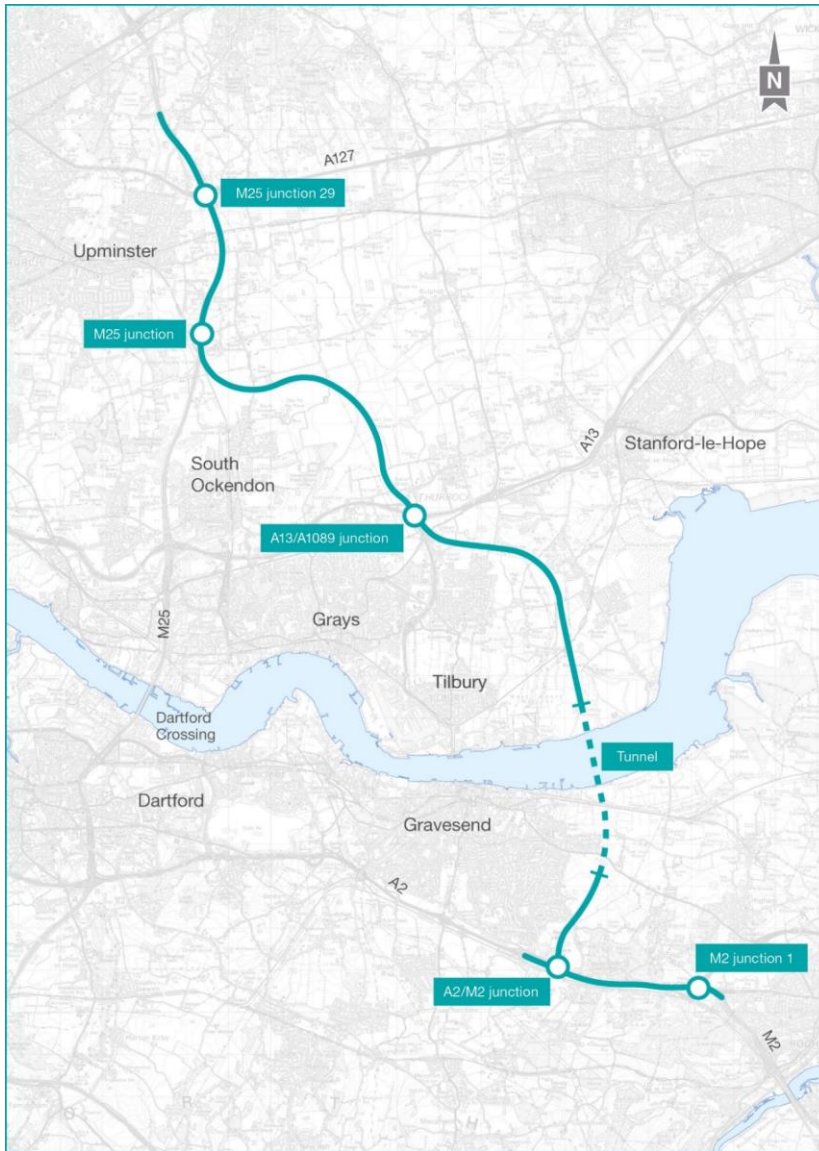 N
A127
M25 junction 29
Upminster
M25 junction
A13
Stanford-le-Hope
South
Ockendon
A13/A1089 junction
M25
Grays
Tilbury
Dartford
Crossing
Tunnel
Dartford
Gravesend
A2
M2 junction 1
A2/M2 junction
M2